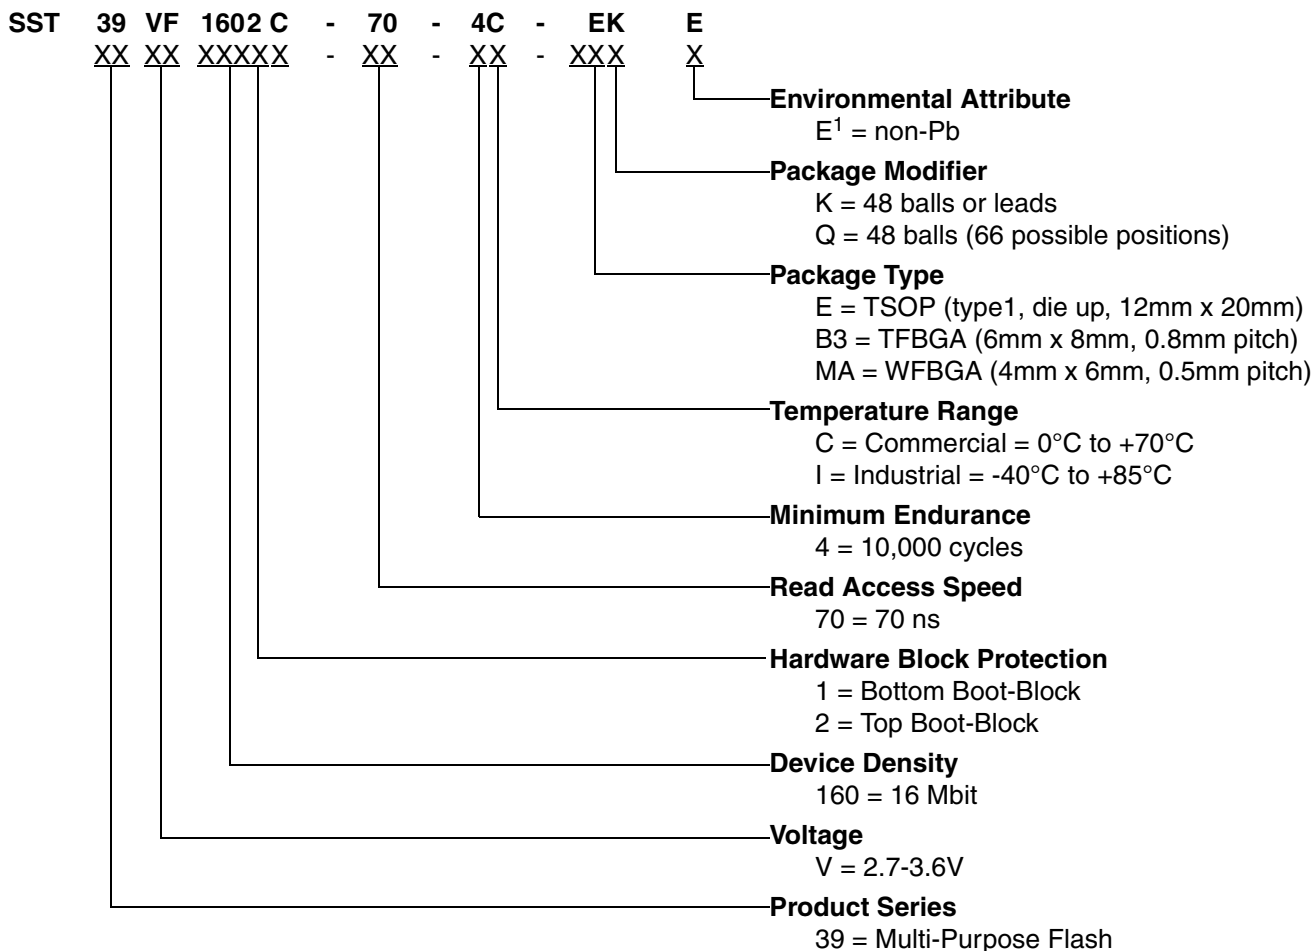 SST 39 VF 1602 C - 70 - 4C - EK E
XX XX XXXXX - XX - XX - XXX X
Environmental Attribute
E1 = non-Pb
Package Modifier
K = 48 balls or leads
Q = 48 balls (66 possible positions)
Package Type
E = TSOP (type1, die up, 12mm x 20mm)
B3 = TFBGA (6mm x 8mm, 0.8mm pitch)
MA = WFBGA (4mm x 6mm, 0.5mm pitch)
Temperature Range
C = Commercial = 0°C to +70°C
I = Industrial = -40°C to +85°C
Minimum Endurance
4 = 10,000 cycles
Read Access Speed
70 = 70 ns
Hardware Block Protection
1 = Bottom Boot-Block
2 = Top Boot-Block
Device Density
160 = 16 Mbit
Voltage
V = 2.7-3.6V
Product Series
39 = Multi-Purpose Flash